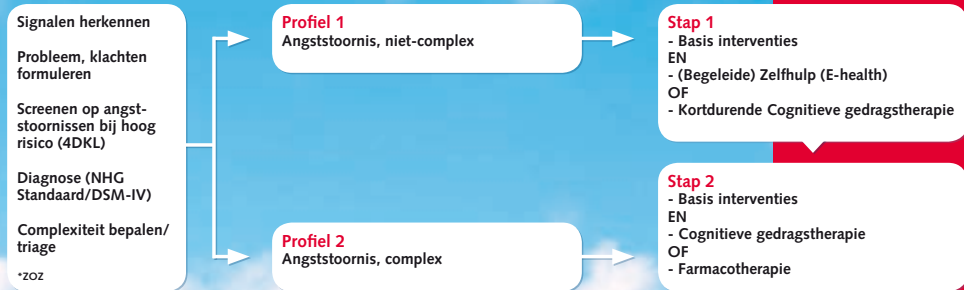 Signalen herkennen
Probleem, klachten
formuleren
Screenen op angst-
stoornissen bij hoog
risico (4DKL)
Diagnose (NHG
Standaard/DSM-IV)
Complexiteit bepalen/
triage
*ZOZ
Profiel 1
Angststoornis, niet-complex
Profiel 2
Angststoornis, complex
Stap 1
- Basis interventies
EN
- (Begeleide) Zelfhulp (E-health)
OF
- Kortdurende Cognitieve gedragstherapie
Stap 2
- Basis interventies
EN
- Cognitieve gedragstherapie
OF
- Farmacotherapie